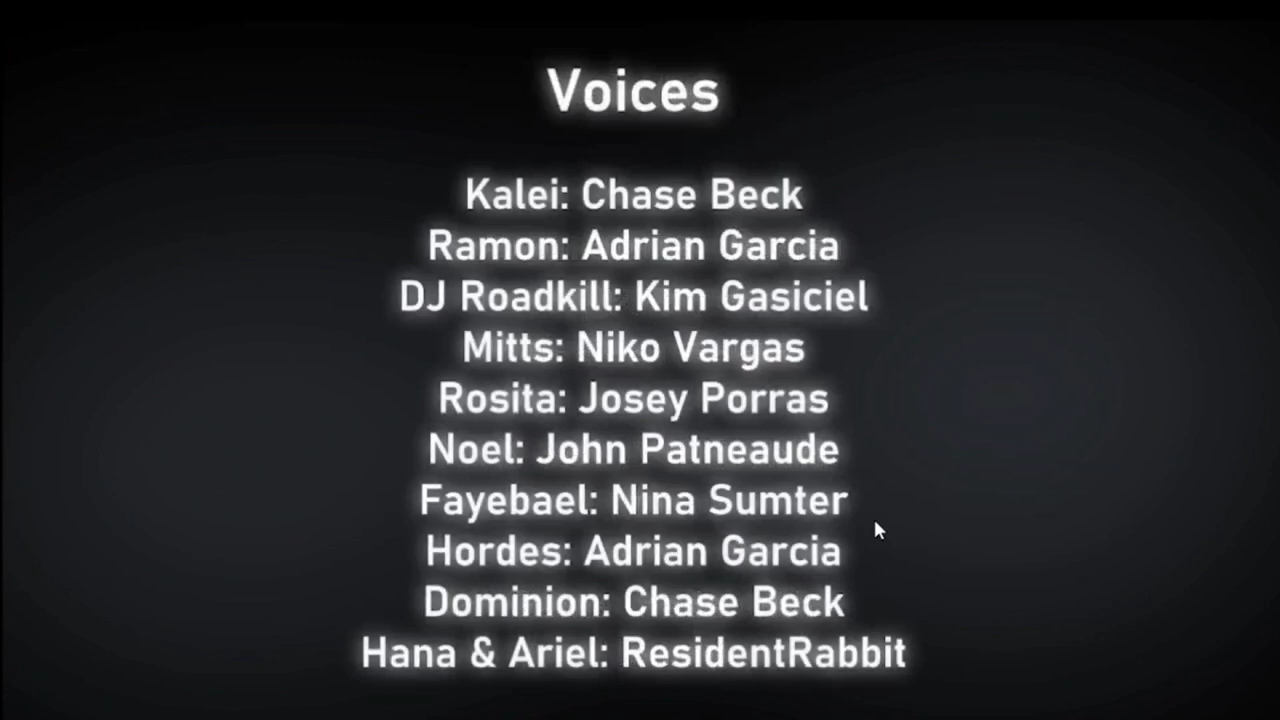 Voices
Kalei: Chase Beck
Ramon: Adrian Garcia
DJ Roadkill: Kim Gasiciel
Mitts: Niko Vargas
Rosita: Josey Porras
Noel: John Patneaude
Fayebael: Nina Sumter
Hordes: Adrian Garcia
Dominion: Chase Beck
Hana & Ariel: ResidentRabbit